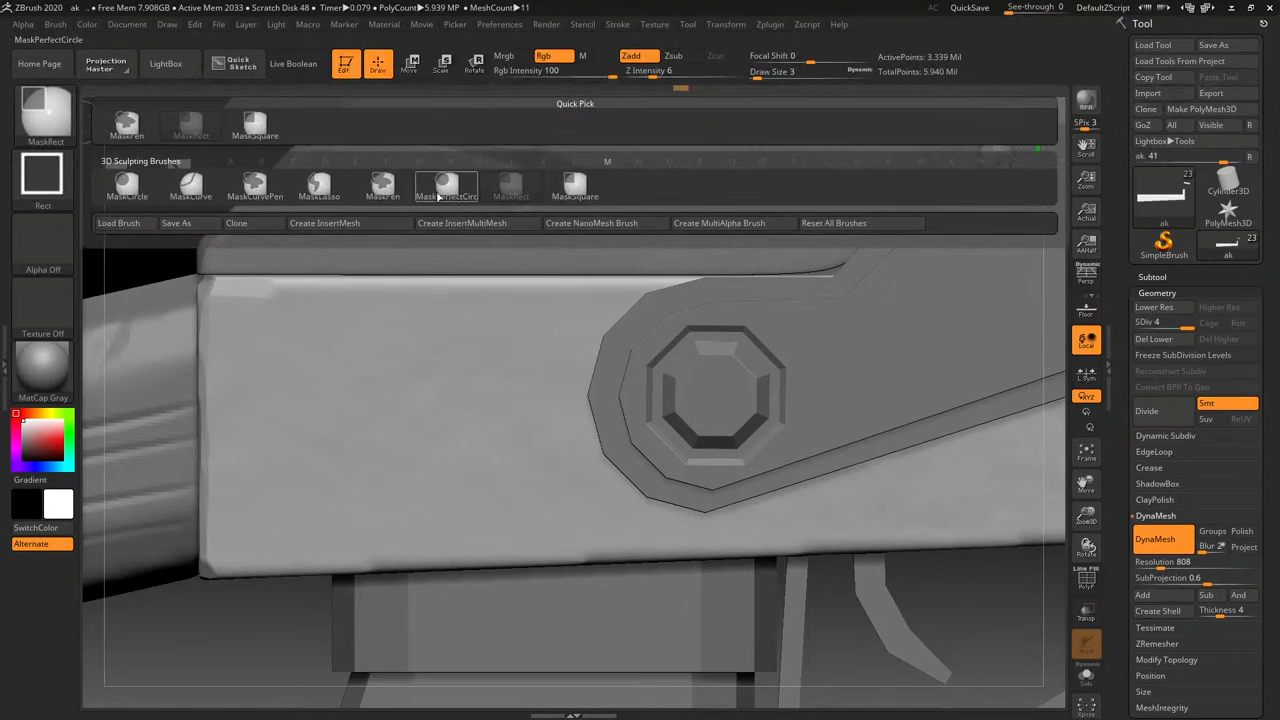 ZBrush 2020 ak .. • Free Mem 7.908GB • Active Mem 2033 • Scratch Disk 48 • Timer▶0.079 • PolyCount▶5.939 MP • MeshCount▶11
AC QuickSave See-through 0 Menus DefaultZScript
Alpha Brush Color Document Draw Edit File Layer Light Macro Marker Material Movie Picker Preferences Render Stencil Stroke Texture Tool Transform Zplugin Zscript Help
MaskPerfectCircle
Tool
Home Page
Projection
Master
LightBox
Quick
Sketch
Live Boolean
Edit
Draw
Move
Scale
Rotate
Mrgb Rgb M
Rgb Intensity 100
Zadd Zsub Zcut
Z Intensity 6
Focal Shift 0
Draw Size 3
Dynamic
ActivePoints: 3.339 Mil
TotalPoints: 5.940 Mil
Quick Pick
MaskPen MaskRect MaskSquare
3D Sculpting Brushes
M
MaskCircle MaskCurve MaskCurvePen MaskLasso MaskPen MaskPerfectCirc MaskRect MaskSquare
Load Brush Save As Clone Create InsertMesh Create InsertMultiMesh Create NanoMesh Brush Create MultiAlpha Brush Reset All Brushes
MaskRect
Rect
Alpha Off
Texture Off
MatCap Gray
Gradient
SwitchColor
Alternate
BPR
SPix 3
Scroll
Zoom
Actual
AAHalf
Dynamic
Persp
Floor
Local
L.Sym
XYZ
Frame
Move
Zoom3D
Rotate
Line Fill
PolyF
Transp
Ghost
Dynamic
Solo
Xpose
Load Tool Save As
Load Tools From Project
Copy Tool Paste Tool
Import Export
Clone Make PolyMesh3D
GoZ All Visible R
Lightbox▶Tools
ak. 41 R
23
Cylinder3D
ak PolyMesh3D
23
SimpleBrush ak
Subtool
Geometry
Lower Res Higher Res
SDiv 4 Cage Rstr
Del Lower Del Higher
Freeze SubDivision Levels
Reconstruct Subdiv
Convert BPR To Geo
Divide Smt
Suv ReUV
Dynamic Subdiv
EdgeLoop
Crease
ShadowBox
ClayPolish
DynaMesh
DynaMesh Groups Polish
Blur 2 Project
Resolution 808
SubProjection 0.6
Add Sub And
Create Shell Thickness 4
Tessimate
ZRemesher
Modify Topology
Position
Size
MeshIntegrity